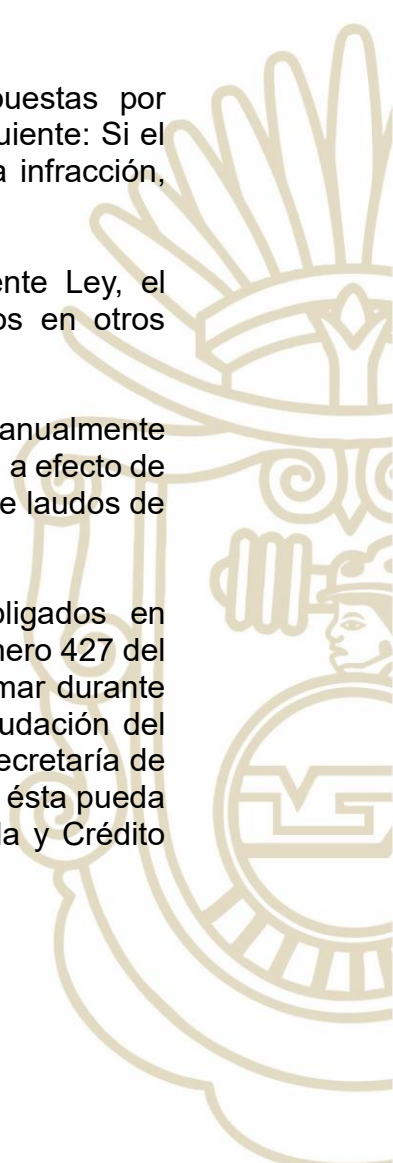 puestas por
uiente: Si el
a infracción,
ente Ley, el
os en otros
anualmente
a efecto de
e laudos de
bligados en
nero 427 del
mar durante
udación del
ecretaría de
ésta pueda
da y Crédito